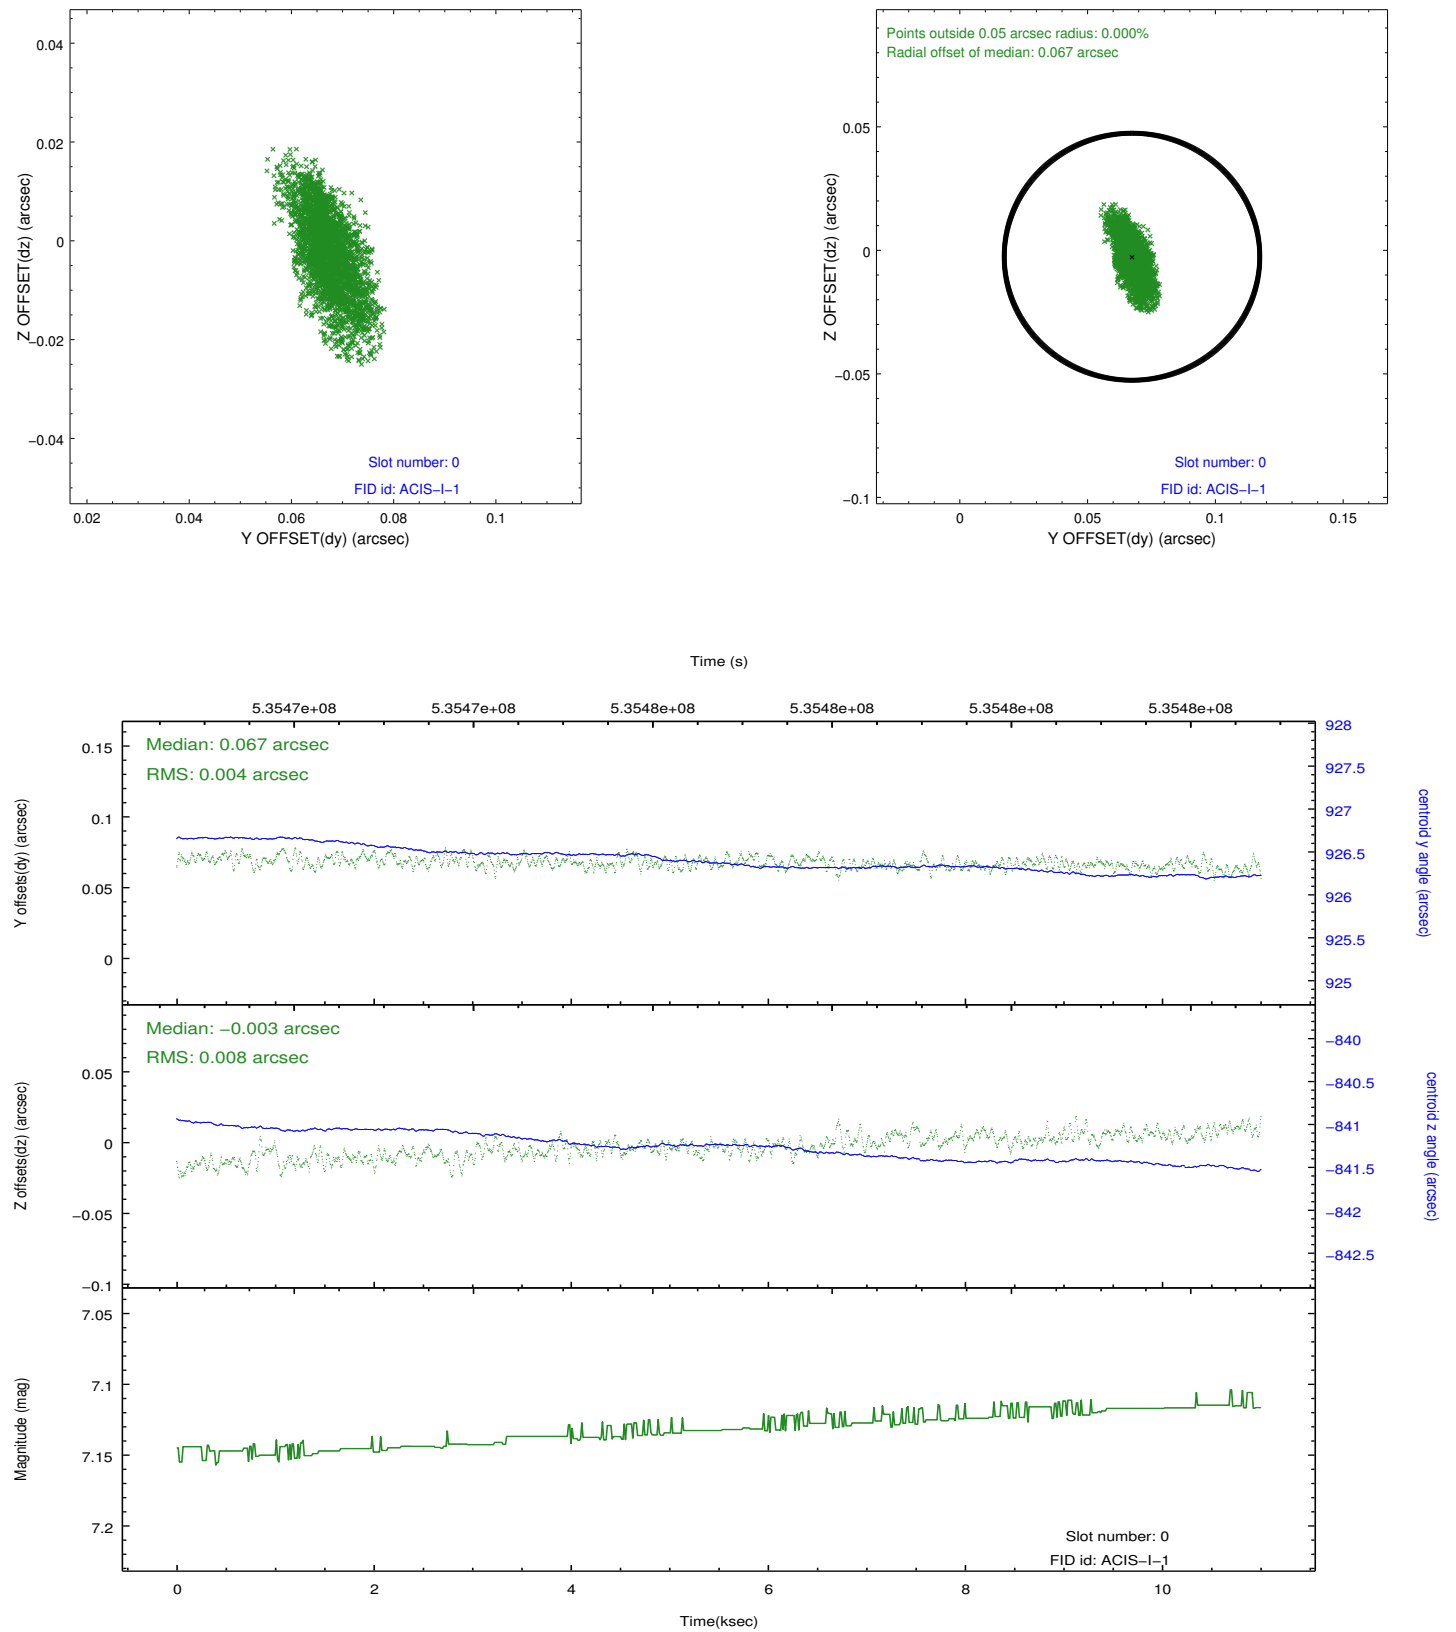 0.04
0.02
0
−0.02
−0.04
Z OFFSET(dz) (arcsec)
Slot number: 0
FID id: ACIS−I−1
0.02 0.04 0.06 0.08 0.1
Y OFFSET(dy) (arcsec)
Points outside 0.05 arcsec radius: 0.000%
Radial offset of median: 0.067 arcsec
0.05
0
−0.05
−0.1
Z OFFSET(dz) (arcsec)
Slot number: 0
FID id: ACIS−I−1
0 0.05 0.1 0.15
Y OFFSET(dy) (arcsec)
Time (s)
5.3547e+08 5.3547e+08 5.3548e+08 5.3548e+08 5.3548e+08 5.3548e+08
Median: 0.067 arcsec
RMS: 0.004 arcsec
0.15
0.1
0.05
0
Y offsets(dy) (arcsec)
928
927.5
927
926.5
926
925.5
925
centroid y angle (arcsec)
Median: −0.003 arcsec
RMS: 0.008 arcsec
0.05
0
−0.05
−0.1
Z offsets(dz) (arcsec)
−840
−840.5
−841
−841.5
−842
−842.5
centroid z angle (arcsec)
7.05
7.1
7.15
7.2
Magnitude (mag)
Slot number: 0
FID id: ACIS−I−1
0 2 4 6 8 10
Time(ksec)